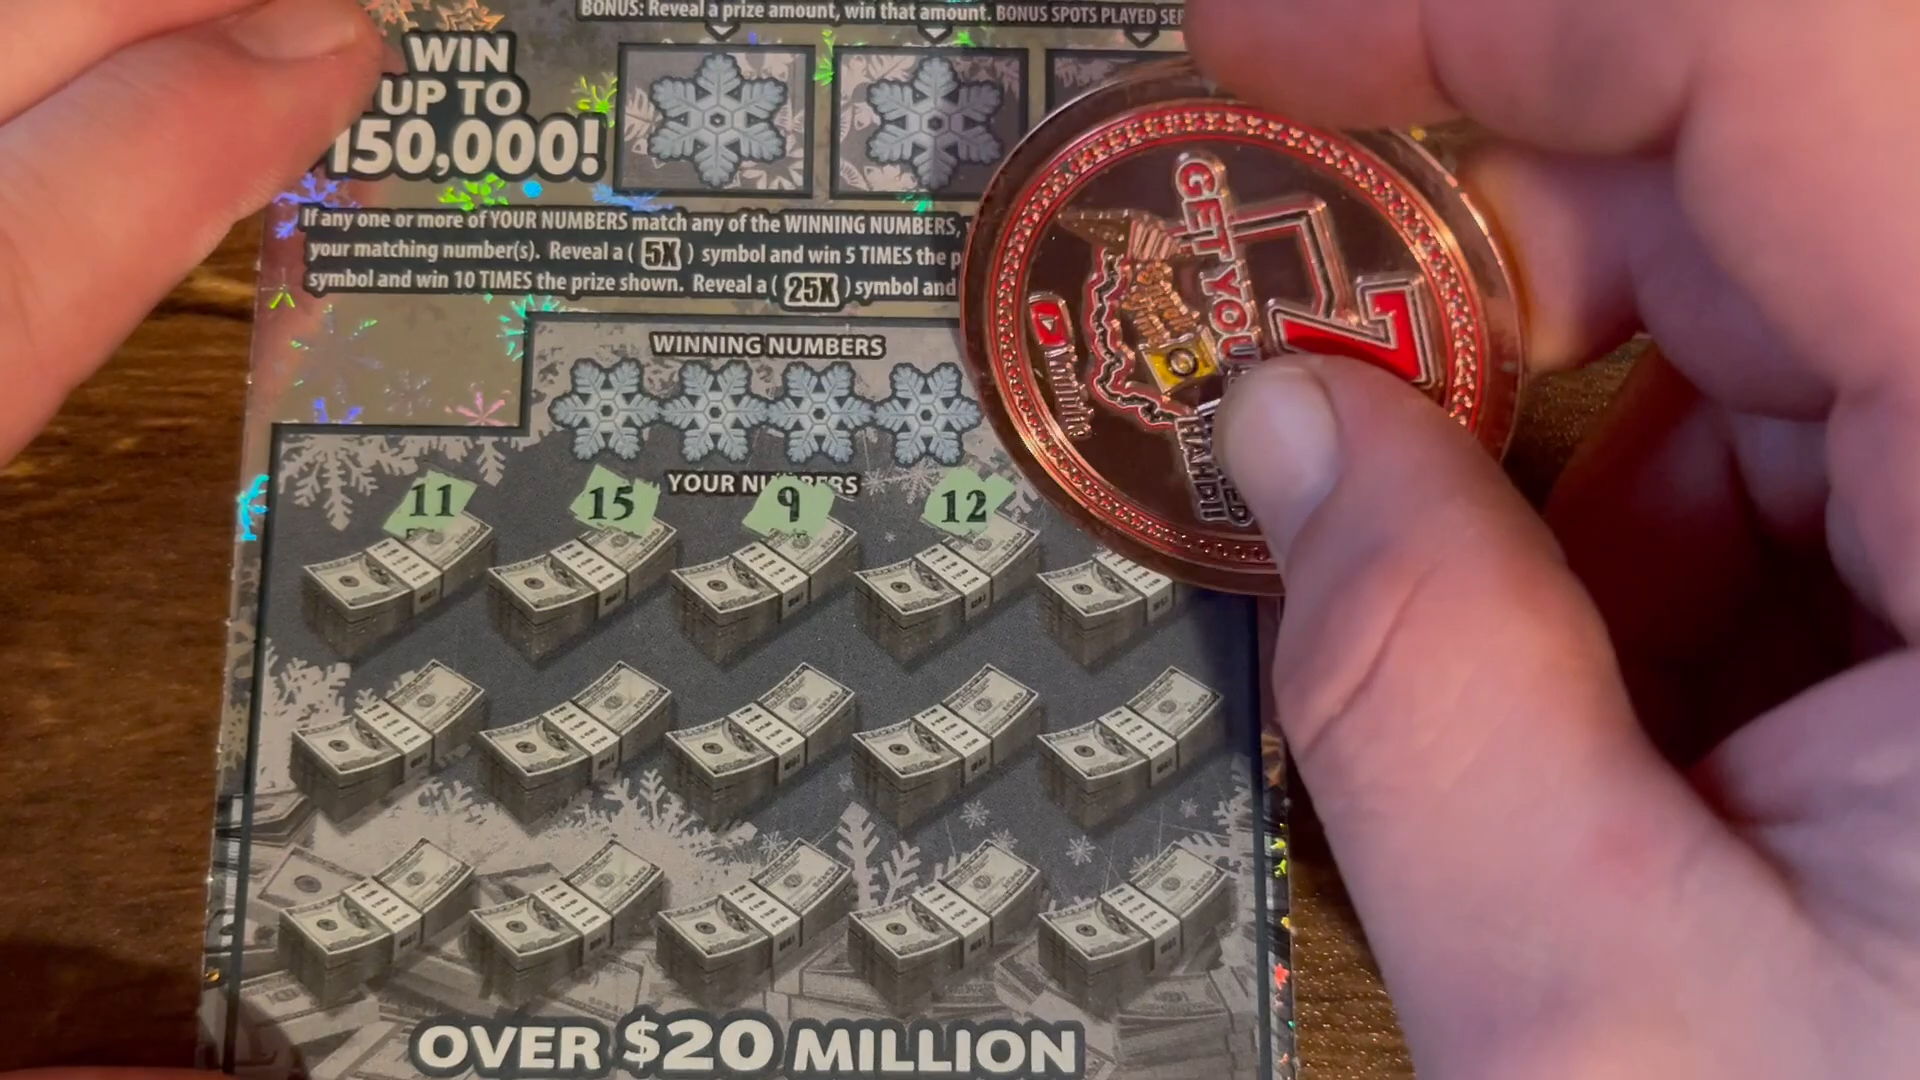 BONUS: Reveal a prize amount, win that amount. BONUS SPOTS PLAYED
WIN
UP TO
150,000!
If any one or more of YOUR NUMBERS match any of the WINNING NUMBERS,
your matching number(s). Reveal a ( 5X ) symbol and win 5 TIMES the
symbol and win 10 TIMES the prize shown. Reveal a ( 25X ) symbol and
WINNING NUMBERS
YOUR NUMBERS
11 15 9 12
OVER $20 MILLION
GET YOU
HAND!!
7